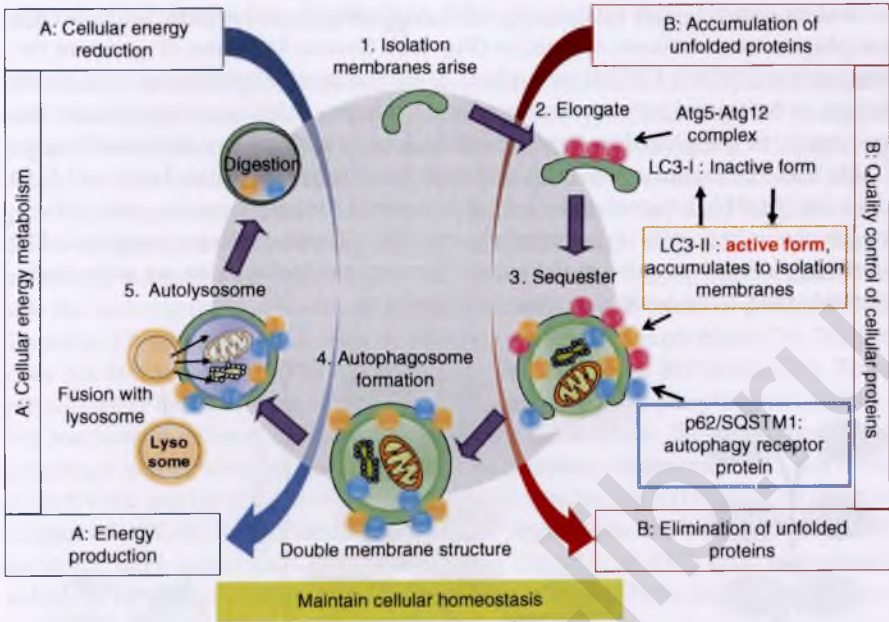 A: Cellular energy
reduction
1. Isolation
membranes arise
B: Accumulation of
unfolded proteins
2. Elongate
Atg5-Atg12
complex
LC3-I : Inactive form
LC3-II : active form,
accumulates to isolation
membranes
3. Sequester
p62/SQSTM1:
autophagy receptor
protein
4. Autophagosome
formation
Double membrane structure
5. Autolysosome
Fusion with
lysosome
Lyso
some
Digestion
A: Cellular energy metabolism
B: Quality control of cellular proteins
A: Energy
production
B: Elimination of unfolded
proteins
Maintain cellular homeostasis
lib.ru